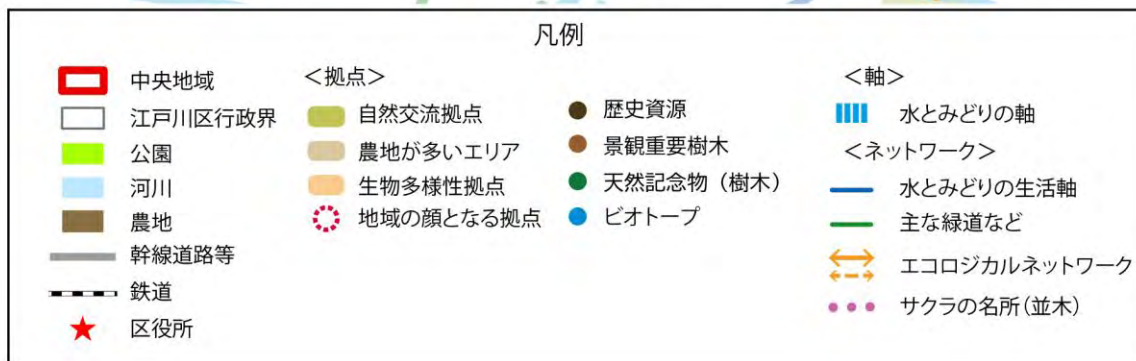 凡例
中央地域
江戸川区行政界
公園
河川
農地
幹線道路等
鉄道
区役所
＜拠点＞
自然交流拠点
農地が多いエリア
生物多様性拠点
地域の顔となる拠点
歴史資源
景観重要樹木
天然記念物（樹木）
ビオトープ
＜軸＞
水とみどりの軸
＜ネットワーク＞
水とみどりの生活軸
主な緑道など
エコロジカルネットワーク
サクラの名所（並木）